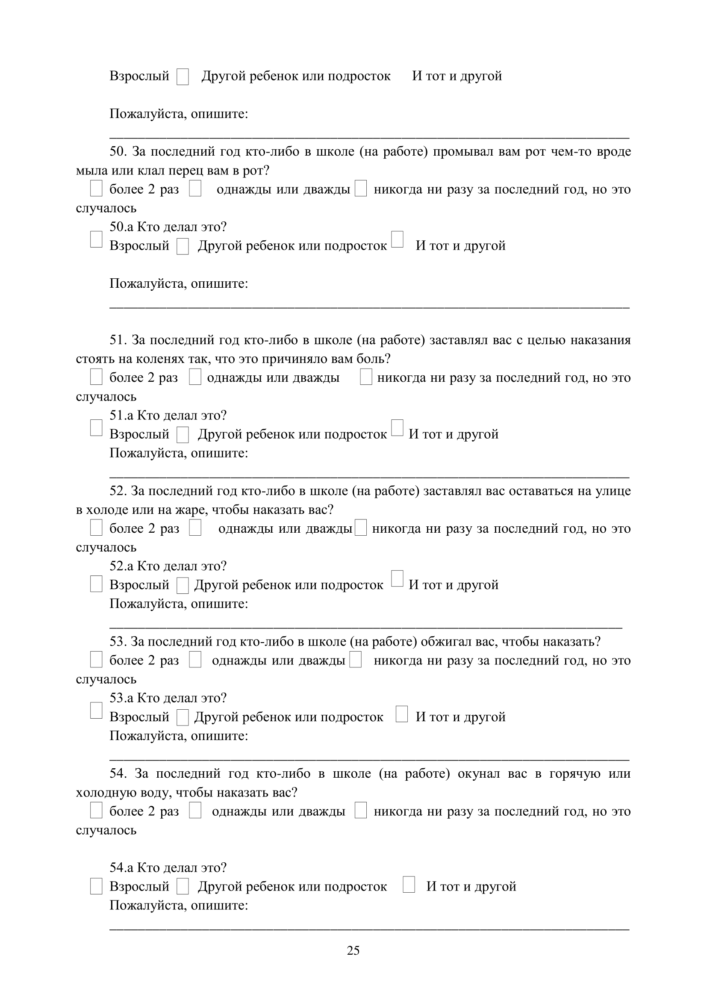 Взрослый ☐ Другой ребенок или подросток И тот и другой
Пожалуйста, опишите:
_________________________________________________________________________
50. За последний год кто-либо в школе (на работе) промывал вам рот чем-то вроде
мыла или клал перец вам в рот?
☐ более 2 раз ☐ однажды или дважды ☐ никогда ни разу за последний год, но это
случалось
50.а Кто делал это?
☐ Взрослый ☐ Другой ребенок или подросток ☐ И тот и другой
Пожалуйста, опишите:
_________________________________________________________________________
51. За последний год кто-либо в школе (на работе) заставлял вас с целью наказания
стоять на коленях так, что это причиняло вам боль?
☐ более 2 раз ☐ однажды или дважды ☐ никогда ни разу за последний год, но это
случалось
51.а Кто делал это?
☐ Взрослый ☐ Другой ребенок или подросток ☐ И тот и другой
Пожалуйста, опишите:
_________________________________________________________________________
52. За последний год кто-либо в школе (на работе) заставлял вас оставаться на улице
в холоде или на жаре, чтобы наказать вас?
☐ более 2 раз ☐ однажды или дважды ☐ никогда ни разу за последний год, но это
случалось
52.а Кто делал это?
☐ Взрослый ☐ Другой ребенок или подросток ☐ И тот и другой
Пожалуйста, опишите:
________________________________________________________________________
53. За последний год кто-либо в школе (на работе) обжигал вас, чтобы наказать?
☐ более 2 раз ☐ однажды или дважды ☐ никогда ни разу за последний год, но это
случалось
53.а Кто делал это?
☐ Взрослый ☐ Другой ребенок или подросток ☐ И тот и другой
Пожалуйста, опишите:
_________________________________________________________________________
54. За последний год кто-либо в школе (на работе) окунал вас в горячую или
холодную воду, чтобы наказать вас?
☐ более 2 раз ☐ однажды или дважды ☐ никогда ни разу за последний год, но это
случалось
54.а Кто делал это?
☐ Взрослый ☐ Другой ребенок или подросток ☐ И тот и другой
Пожалуйста, опишите:
_________________________________________________________________________
25